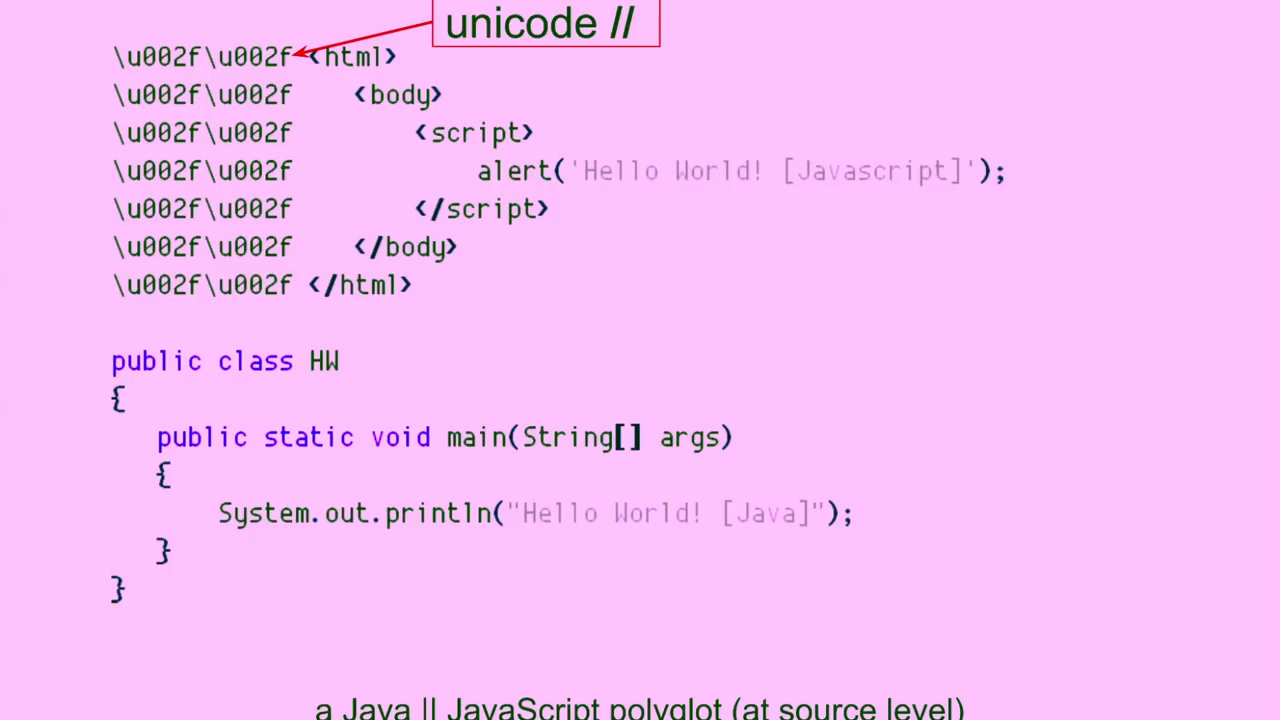 unicode //
\u002f\u002f <html>
\u002f\u002f    <body>
\u002f\u002f        <script>
\u002f\u002f            alert('Hello World! [Javascript]');
\u002f\u002f        </script>
\u002f\u002f    </body>
\u002f\u002f </html>
public class HW
{
   public static void main(String[] args)
   {
       System.out.println("Hello World! [Java]");
   }
}
a Java || JavaScript polyglot (at source level)